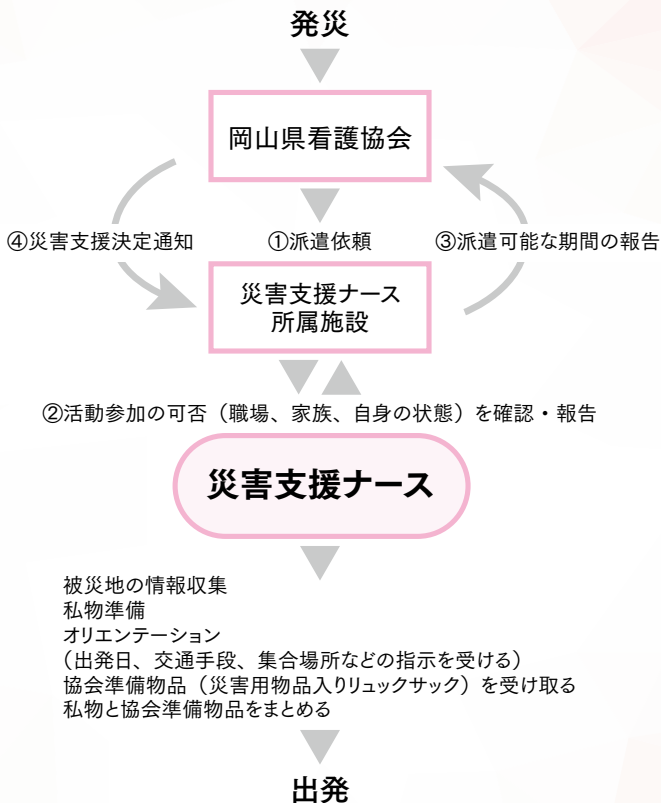 発災
岡山県看護協会
④災害支援決定通知
①派遣依頼
③派遣可能な期間の報告
災害支援ナース
所属施設
②活動参加の可否（職場、家族、自身の状態）を確認・報告
災害支援ナース
被災地の情報収集
私物準備
オリエンテーション
（出発日、交通手段、集合場所などの指示を受ける）
協会準備物品（災害用物品入りリュックサック）を受け取る
私物と協会準備物品をまとめる
出発